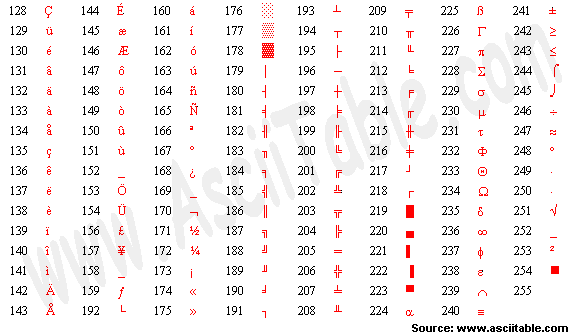 128 Ç 144 É 160 á 176 ░ 193 ┴ 209 ╤ 225 ß 241 ±
129 ü 145 æ 161 í 177 ▒ 194 ┬ 210 ╥ 226 Γ 242 ≥
130 é 146 Æ 162 ó 178 ▓ 195 ├ 211 ╙ 227 π 243 ≤
131 â 147 ô 163 ú 179 │ 196 ─ 212 ╘ 228 Σ 244 ⌠
132 ä 148 ö 164 ñ 180 ┤ 197 ┼ 213 ╒ 229 σ 245 ⌡
133 à 149 ò 165 Ñ 181 ╡ 198 ╞ 214 ╓ 230 µ 246 ÷
134 å 150 û 166 ª 182 ╢ 199 ╟ 215 ╫ 231 τ 247 ≈
135 ç 151 ù 167 º 183 ╖ 200 ╚ 216 ╪ 232 Φ 248 °
136 ê 152 _ 168 ¿ 184 ╕ 201 ╔ 217 ┘ 233 Θ 249 ∙
137 ë 153 Ö 169 _ 185 ╣ 202 ╩ 218 ┌ 234 Ω 250 ·
138 è 154 Ü 170 ¬ 186 ║ 203 ╦ 219 █ 235 δ 251 √
139 ï 156 £ 171 ½ 187 ╗ 204 ╠ 220 ▄ 236 ∞ 252 _
140 î 157 ¥ 172 ¼ 188 ╝ 205 ═ 221 ▌ 237 φ 253 ²
141 ì 158 _ 173 ¡ 189 ╜ 206 ╬ 222 ▐ 238 ε 254 ■
142 Ä 159 ƒ 174 « 190 ╛ 207 ╧ 223 ▀ 239 ∩ 255
143 Å 192 └ 175 » 191 ┐ 208 ╨ 224 α 240 ≡
www.AsciiTable.com
Source: www.asciitable.com